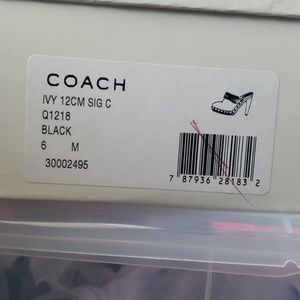 COACH
IVY 12CM SIG C
Q1218
BLACK
6 M
30002495
7 87936 28183 2